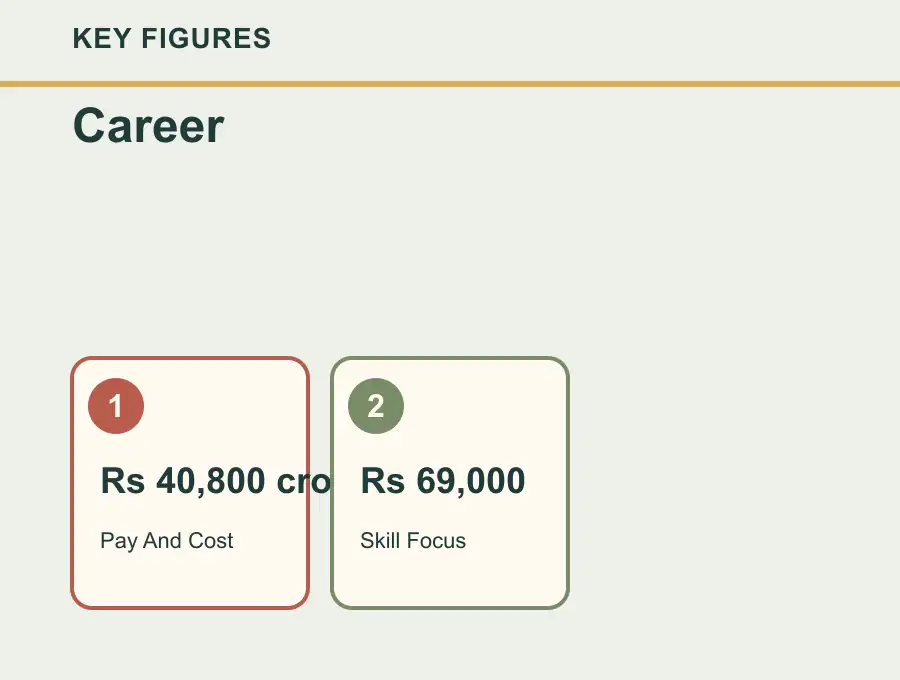 KEY FIGURES
Career
1
2
Rs 40,800 cro
Rs 69,000
Pay And Cost
Skill Focus